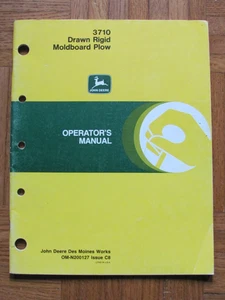 3710
Drawn Rigid
Moldboard Plow
JOHN DEERE
OPERATOR'S
MANUAL
John Deere Des Moines Works
OM-N200127 Issue C8